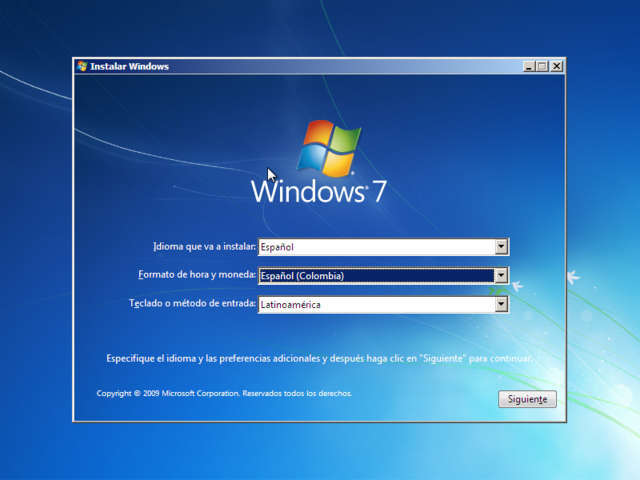 Instalar Windows
Windows 7
Idioma que va a instalar: Español
Formato de hora y moneda: Español (Colombia)
Teclado o método de entrada: Latinoamérica
Especifique el idioma y las preferencias adicionales y después haga clic en "Siguiente" para continuar.
Copyright © 2009 Microsoft Corporation. Reservados todos los derechos.
Siguiente